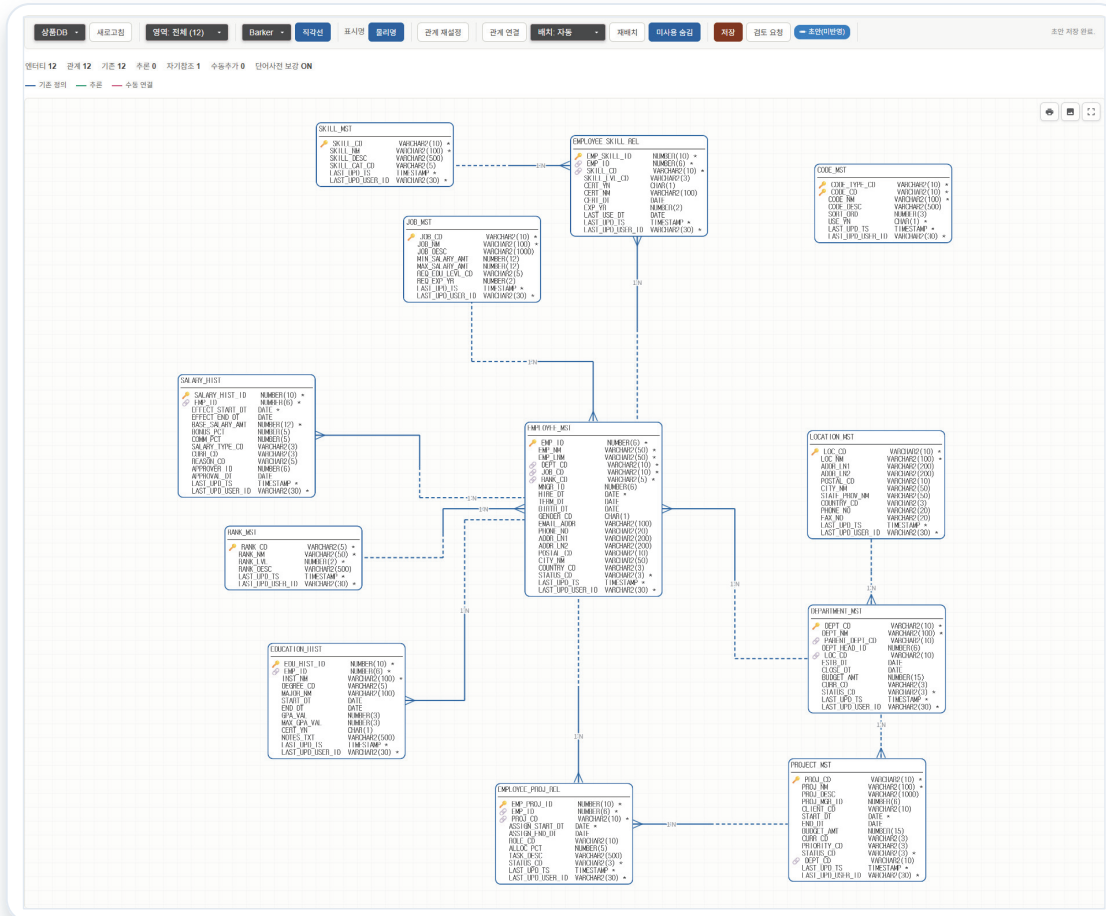 상품DB
새로고침
영역: 전체 (12)
Barker
직각선
표시명
물리명
관계 재설정
관계 연결
배치: 자동
재배치
미사용 숨김
저장
검토 요청
초안(미반영)
초안 저장 완료.
엔터티 12 관계 12 기존 12 추론 0 자기참조 1 수동추가 0 단어사전 보강 ON
기존 정의 추론 수동 연결
SKILL_MST
SKILL_CD VARCHAR2(10) *
SKILL_NM VARCHAR2(100) *
SKILL_DESC VARCHAR2(500)
SKILL_CAT_CD VARCHAR2(5)
LAST_UPD_TS TIMESTAMP *
LAST_UPD_USER_ID VARCHAR2(30) *
1:N
EMPLOYEE_SKILL_REL
EMP_SKILL_ID NUMBER(10) *
EMP_ID NUMBER(6) *
SKILL_CD VARCHAR2(10) *
SKILL_LVL_CD VARCHAR2(3)
CERT_YN CHAR(1)
CERT_NM VARCHAR2(100)
CERT_DT DATE
EXP_YR NUMBER(2)
LAST_USE_DT DATE
LAST_UPD_TS TIMESTAMP *
LAST_UPD_USER_ID VARCHAR2(30) *
CODE_MST
CODE_TYPE_CD VARCHAR2(10) *
CODE_CD VARCHAR2(10) *
CODE_NM VARCHAR2(100) *
CODE_DESC VARCHAR2(500)
SORT_ORD NUMBER(3)
USE_YN CHAR(1) *
LAST_UPD_TS TIMESTAMP *
LAST_UPD_USER_ID VARCHAR2(30) *
JOB_MST
JOB_CD VARCHAR2(10) *
JOB_NM VARCHAR2(100) *
JOB_DESC VARCHAR2(1000)
MIN_SALARY_AMT NUMBER(12)
MAX_SALARY_AMT NUMBER(12)
REQ_EDU_LEVL_CD VARCHAR2(5)
REQ_EXP_YR NUMBER(2)
LAST_UPD_TS TIMESTAMP *
LAST_UPD_USER_ID VARCHAR2(30) *
1:N
1:N
SALARY_HIST
SALARY_HIST_ID NUMBER(10) *
EMP_ID NUMBER(6) *
EFFECT_START_DT DATE *
EFFECT_END_DT DATE
BASE_SALARY_AMT NUMBER(12) *
BONUS_PCT NUMBER(5)
COMM_PCT NUMBER(5)
SALARY_TYPE_CD VARCHAR2(3)
CURR_CD VARCHAR2(3)
REASON_CD VARCHAR2(5)
APPROVER_ID NUMBER(6)
APPROVAL_DT DATE
LAST_UPD_TS TIMESTAMP *
LAST_UPD_USER_ID VARCHAR2(30) *
1:N
EMPLOYEE_MST
EMP_ID NUMBER(6) *
EMP_NM VARCHAR2(50) *
EMP_LNM VARCHAR2(50) *
DEPT_CD VARCHAR2(10) *
JOB_CD VARCHAR2(10) *
RANK_CD VARCHAR2(5) *
MNGR_ID NUMBER(6)
HIRE_DT DATE *
TERM_DT DATE
BIRTH_DT DATE
GENDER_CD CHAR(1)
EMAIL_ADDR VARCHAR2(100)
PHONE_NO VARCHAR2(20)
ADDR_LN1 VARCHAR2(200)
ADDR_LN2 VARCHAR2(200)
POSTAL_CD VARCHAR2(10)
CITY_NM VARCHAR2(50)
COUNTRY_CD VARCHAR2(3)
STATUS_CD VARCHAR2(3) *
LAST_UPD_TS TIMESTAMP *
LAST_UPD_USER_ID VARCHAR2(30) *
LOCATION_MST
LOC_CD VARCHAR2(10) *
LOC_NM VARCHAR2(100) *
ADDR_LN1 VARCHAR2(200)
ADDR_LN2 VARCHAR2(200)
POSTAL_CD VARCHAR2(10)
CITY_NM VARCHAR2(50)
STATE_PROV_NM VARCHAR2(50)
COUNTRY_CD VARCHAR2(3)
PHONE_NO VARCHAR2(20)
FAX_NO VARCHAR2(20)
LAST_UPD_TS TIMESTAMP *
LAST_UPD_USER_ID VARCHAR2(30) *
1:N
RANK_MST
RANK_CD VARCHAR2(5) *
RANK_NM VARCHAR2(50) *
RANK_LVL NUMBER(2) *
RANK_DESC VARCHAR2(500)
LAST_UPD_TS TIMESTAMP *
LAST_UPD_USER_ID VARCHAR2(30) *
1:N
1:N
1:N
1:N
DEPARTMENT_MST
DEPT_CD VARCHAR2(10) *
DEPT_NM VARCHAR2(100) *
PARENT_DEPT_CD VARCHAR2(10)
DEPT_HEAD_ID NUMBER(6)
LOC_CD VARCHAR2(10)
ESTB_DT DATE
CLOSE_DT DATE
BUDGET_AMT NUMBER(15)
CURR_CD VARCHAR2(3)
STATUS_CD VARCHAR2(3) *
LAST_UPD_TS TIMESTAMP *
LAST_UPD_USER_ID VARCHAR2(30) *
EDUCATION_HIST
EDU_HIST_ID NUMBER(10) *
EMP_ID NUMBER(6) *
INST_NM VARCHAR2(100) *
DEGREE_CD VARCHAR2(5)
MAJOR_NM VARCHAR2(100)
START_DT DATE
END_DT DATE
GPA_VAL NUMBER(3)
MAX_GPA_VAL NUMBER(3)
CERT_YN CHAR(1)
NOTES_TXT VARCHAR2(500)
LAST_UPD_TS TIMESTAMP *
LAST_UPD_USER_ID VARCHAR2(30) *
1:N
1:N
EMPLOYEE_PROJ_REL
EMP_PROJ_ID NUMBER(10) *
EMP_ID NUMBER(6) *
PROJ_CD VARCHAR2(10) *
ASSIGN_START_DT DATE *
ASSIGN_END_DT DATE
ROLE_CD VARCHAR2(10)
ALLOC_PCT NUMBER(5)
TASK_DESC VARCHAR2(500)
STATUS_CD VARCHAR2(3) *
LAST_UPD_TS TIMESTAMP *
LAST_UPD_USER_ID VARCHAR2(30) *
1:N
PROJECT_MST
PROJ_CD VARCHAR2(10) *
PROJ_NM VARCHAR2(100) *
PROJ_DESC VARCHAR2(1000)
PROJ_MGR_ID NUMBER(6)
CLIENT_CD VARCHAR2(10)
START_DT DATE *
END_DT DATE
BUDGET_AMT NUMBER(15)
CURR_CD VARCHAR2(3)
PRIORITY_CD VARCHAR2(3)
STATUS_CD VARCHAR2(3) *
DEPT_CD VARCHAR2(10)
LAST_UPD_TS TIMESTAMP *
LAST_UPD_USER_ID VARCHAR2(30) *